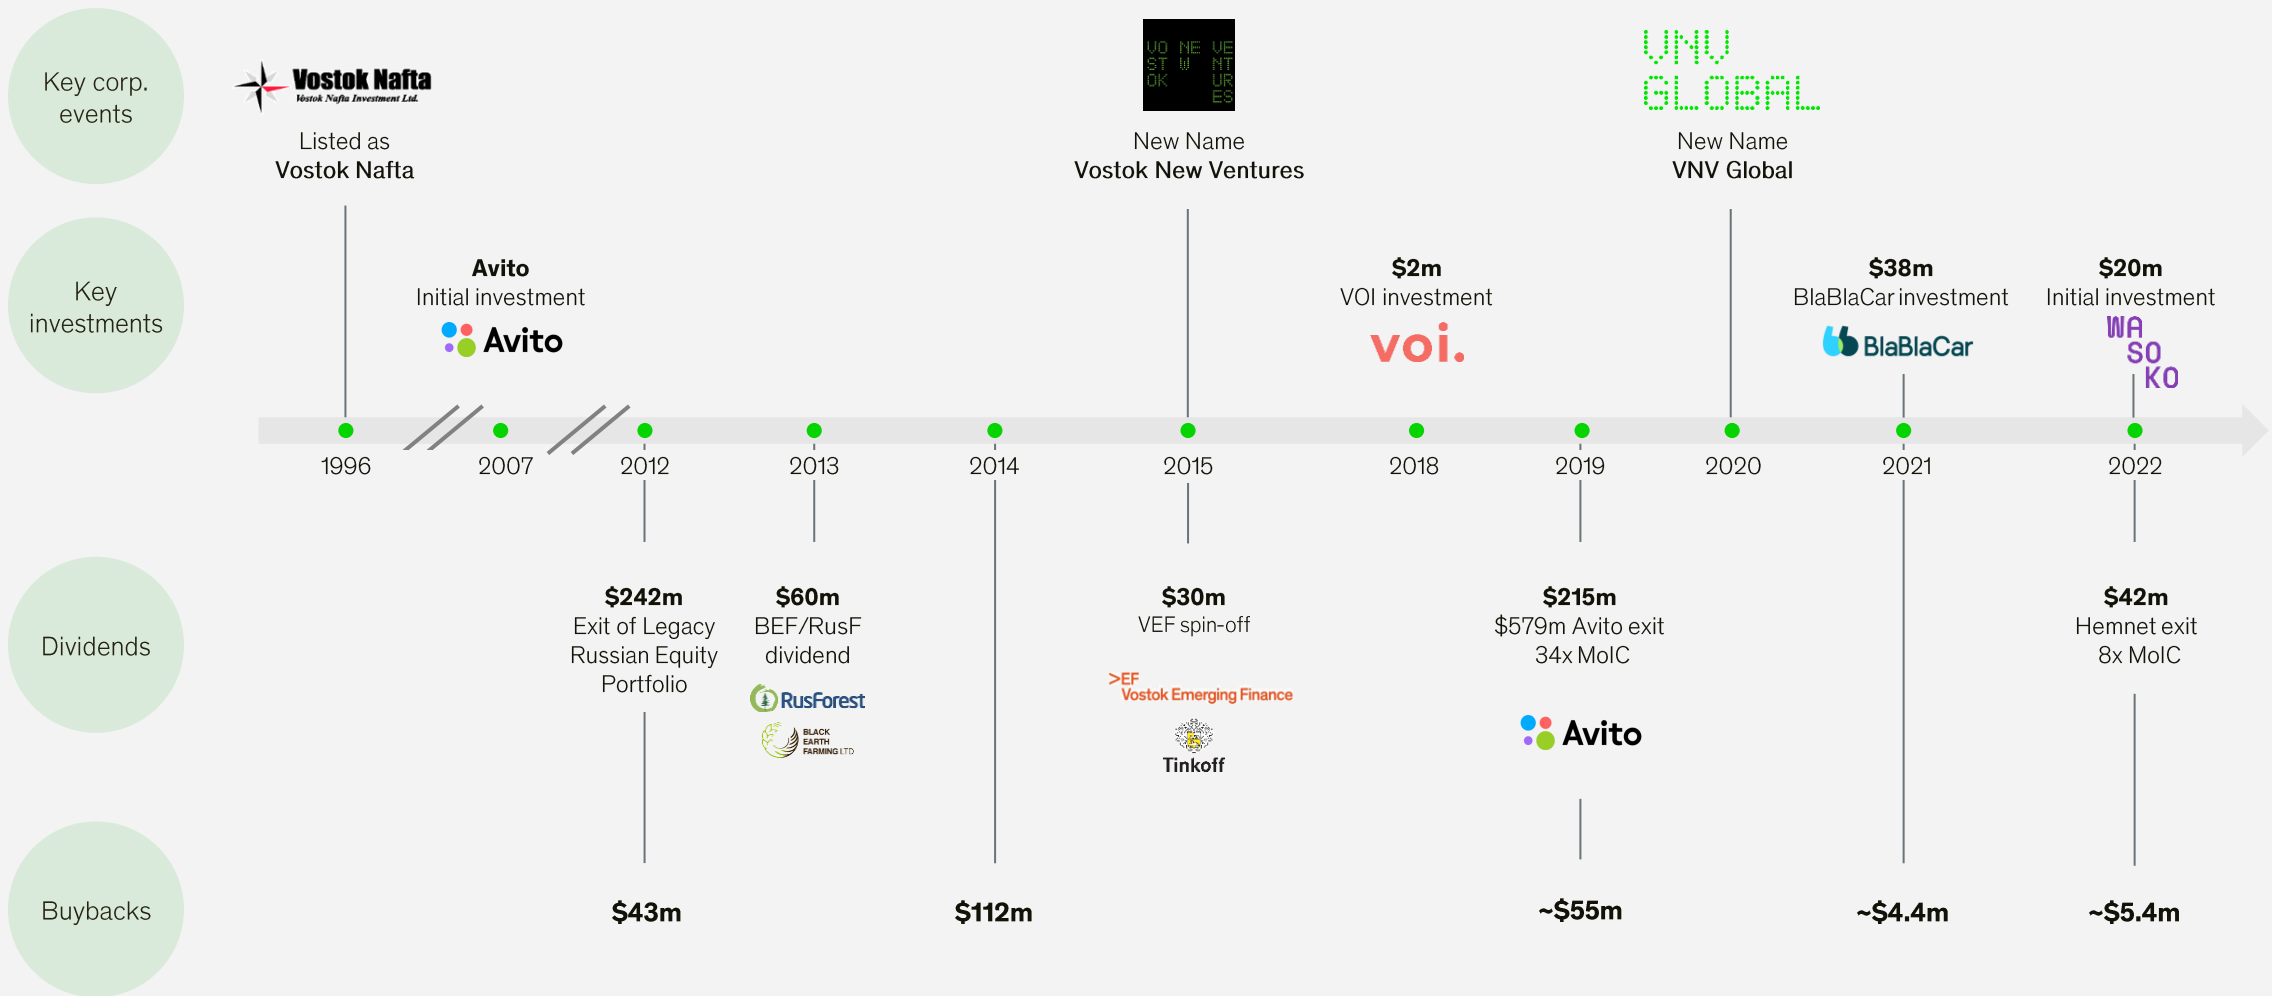 Key corp.
events
Vostok Nafta
Vostok Nafta Investment Ltd.
Listed as
Vostok Nafta
VO NE VE
ST W NT
OK UR
ES
New Name
Vostok New Ventures
VNV
GLOBAL
New Name
VNV Global
Key
investments
Avito
Initial investment
Avito
$2m
VOI investment
voi.
$38m
BlaBlaCar investment
BlaBlaCar
$20m
Initial investment
WA
SO
KO
1996
2007
2012
2013
2014
2015
2018
2019
2020
2021
2022
Dividends
$242m
Exit of Legacy
Russian Equity
Portfolio
$60m
BEF/RusF
dividend
RusForest
BLACK
EARTH
FARMING LTD
$30m
VEF spin-off
>EF
Vostok Emerging Finance
Tinkoff
$215m
$579m Avito exit
34x MoIC
Avito
$42m
Hemnet exit
8x MoIC
Buybacks
$43m
$112m
~$55m
~$4.4m
~$5.4m